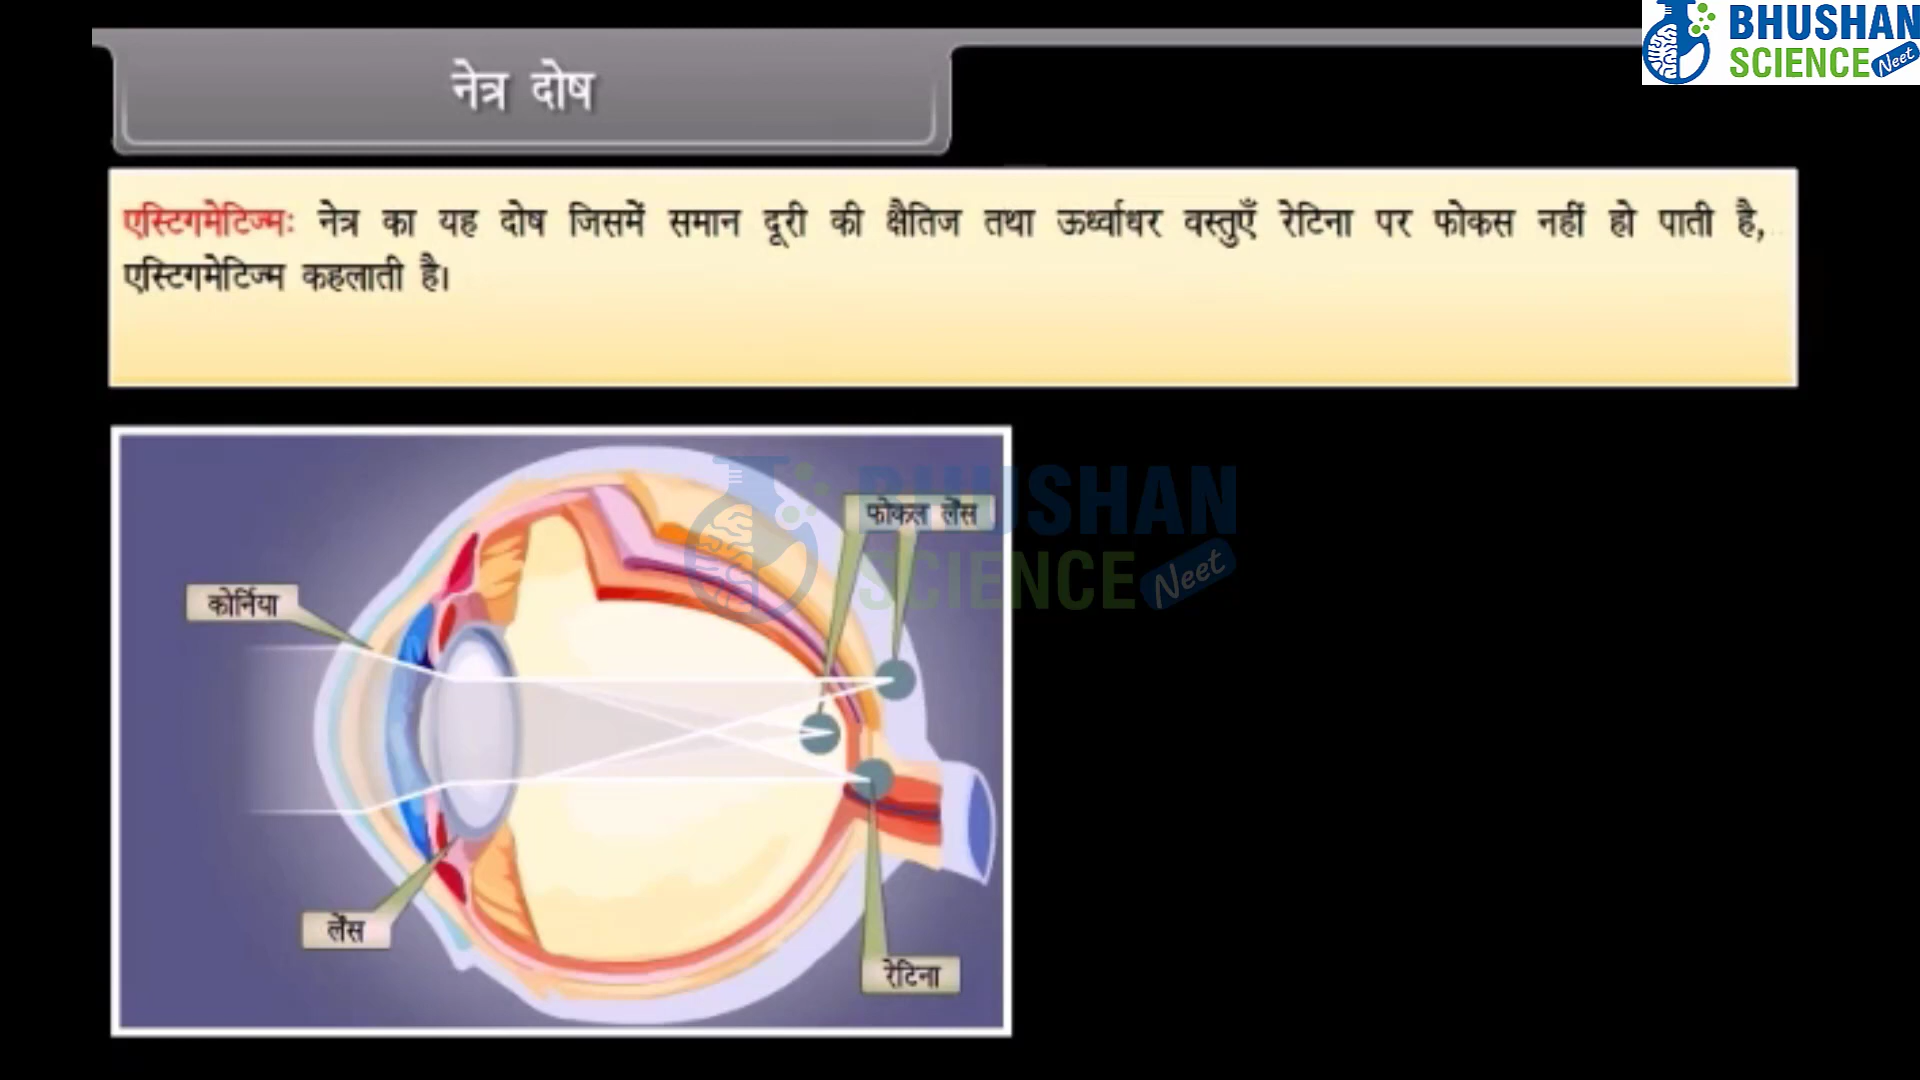 BHUSHAN
SCIENCE Neet
नेत्र दोष
एस्टिगमेटिज्मः नेत्र का यह दोष जिसमें समान दूरी की क्षैतिज तथा ऊर्ध्वाधर वस्तुएँ रेटिना पर फोकस नहीं हो पाती है,
एस्टिगमेटिज्म कहलाती है।
BHUSHAN
SCIENCE Neet
फोकल लेंस
कोर्निया
लेंस
रेटिना